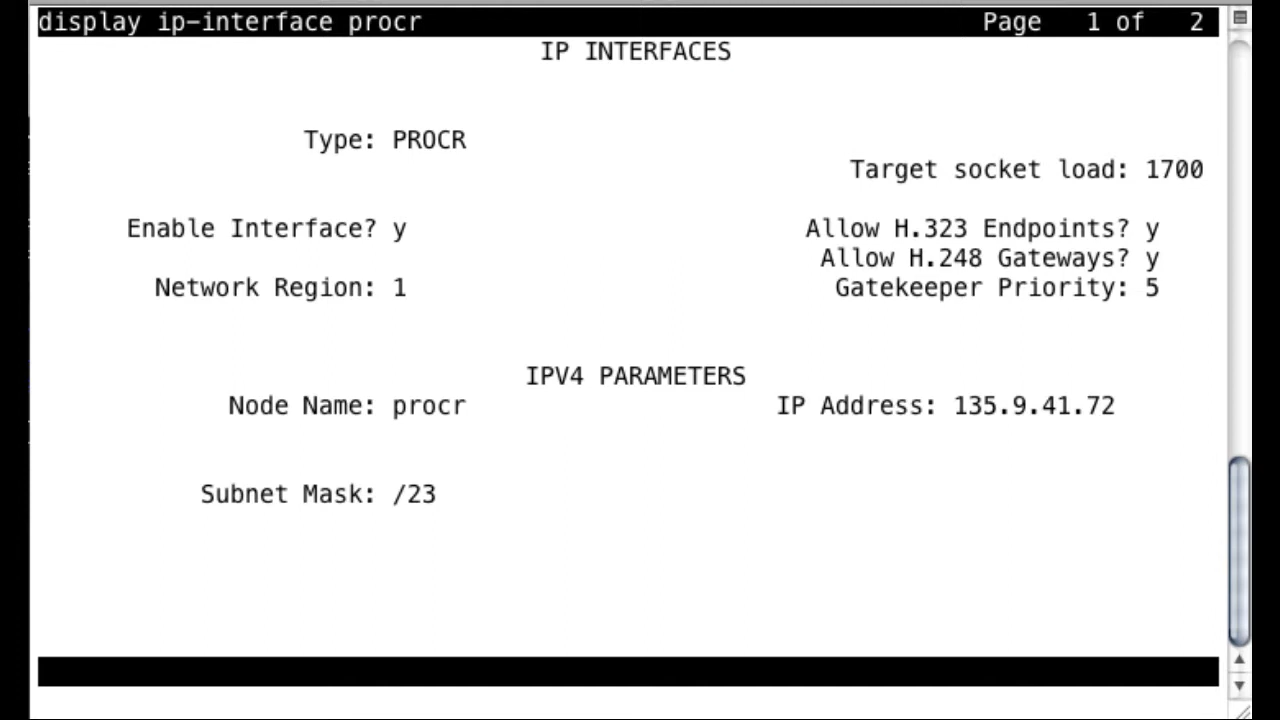 display ip-interface procr Page 1 of 2
IP INTERFACES
Type: PROCR
Target socket load: 1700
Enable Interface? y Allow H.323 Endpoints? y
Allow H.248 Gateways? y
Network Region: 1 Gatekeeper Priority: 5
IPV4 PARAMETERS
Node Name: procr IP Address: 135.9.41.72
Subnet Mask: /23